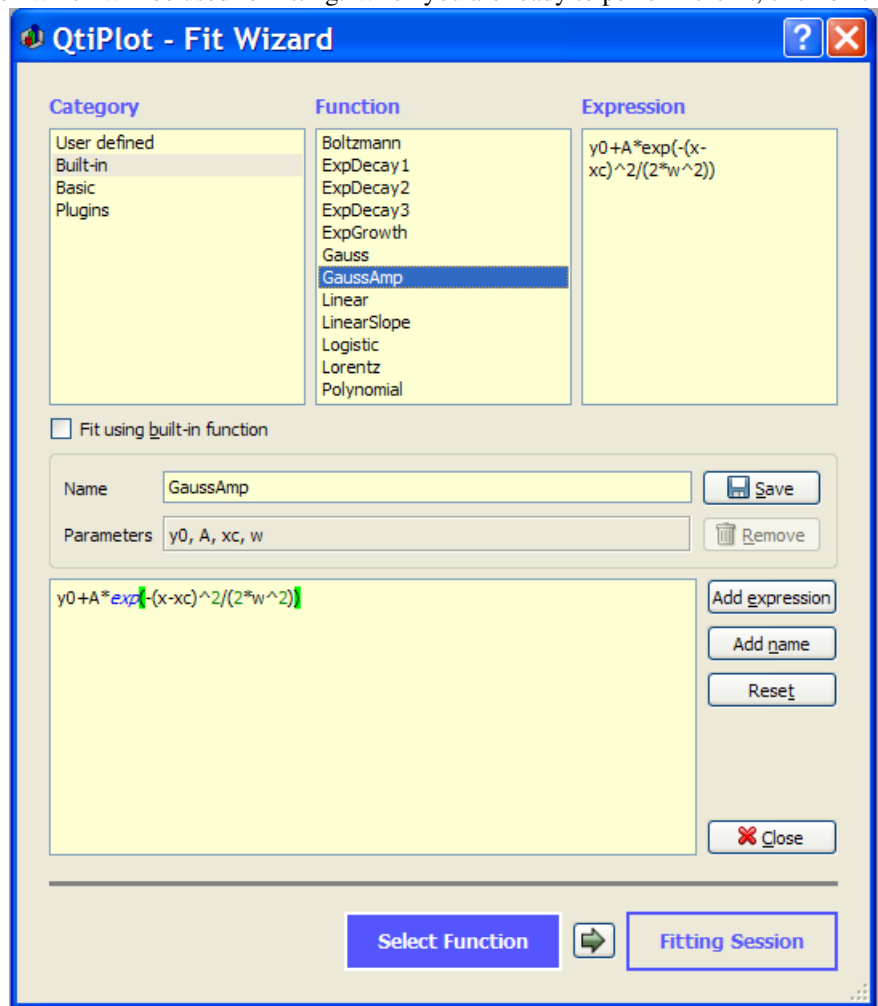 QtiPlot - Fit Wizard
Category
User defined
Built-in
Basic
Plugins
Function
Boltzmann
ExpDecay1
ExpDecay2
ExpDecay3
ExpGrowth
Gauss
GaussAmp
Linear
LinearSlope
Logistic
Lorentz
Polynomial
Expression
y0+A*exp(-(x-
xc)^2/(2*w^2))
Fit using built-in function
Name GaussAmp Save
Parameters y0, A, xc, w Remove
y0+A*exp(-(x-xc)^2/(2*w^2))
Add expression
Add name
Reset
Close
Select Function
Fitting Session